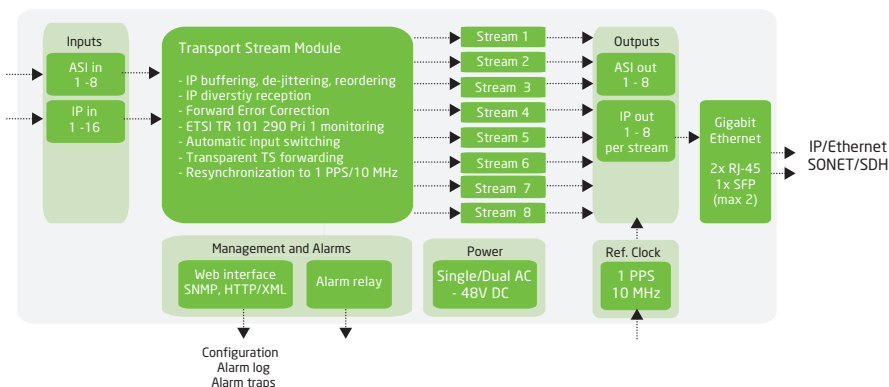 Inputs
ASI in
1 -8
IP in
1 -16
Transport Stream Module
- IP buffering, de-jittering, reordering
- IP diverstiy reception
- Forward Error Correction
- ETSI TR 101 290 Pri 1 monitoring
- Automatic input switching
- Transparent TS forwarding
- Resynchronization to 1 PPS/10 MHz
Stream 1
Stream 2
Stream 3
Stream 4
Stream 5
Stream 6
Stream 7
Stream 8
Outputs
ASI out
1 - 8
IP out
1 - 8
per stream
Gigabit
Ethernet
2x RJ-45
1x SFP
(max 2)
IP/Ethernet
SONET/SDH
Management and Alarms
Web interface
SNMP, HTTP/XML
Alarm relay
Power
Single/Dual AC
- 48V DC
Ref. Clock
1 PPS
10 MHz
Configuration
Alarm log
Alarm traps